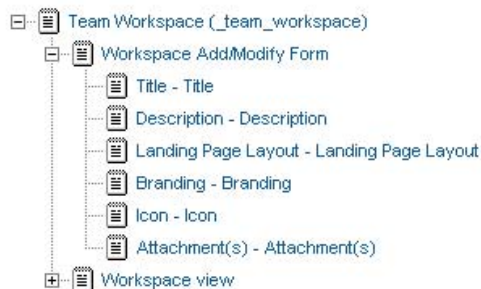 Team Workspace (_team_workspace)
Workspace Add/Modify Form
Title - Title
Description - Description
Landing Page Layout - Landing Page Layout
Branding - Branding
Icon - Icon
Attachment(s) - Attachment(s)
Workspace view